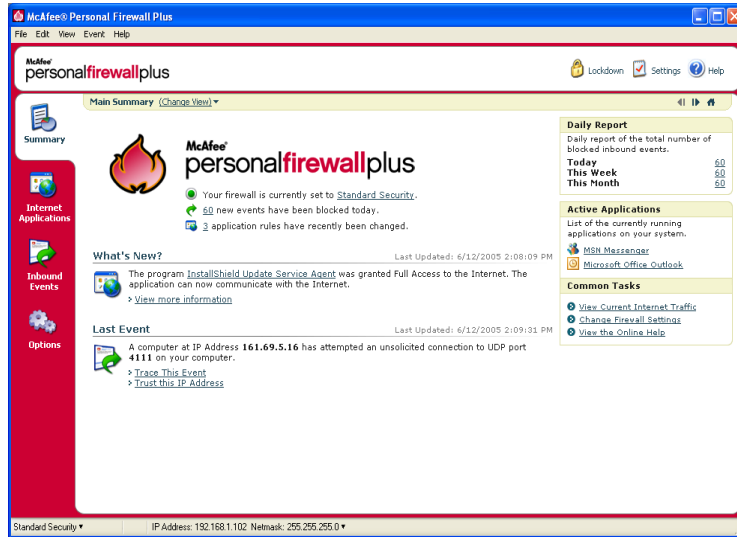 McAfee® Personal Firewall Plus
File Edit View Event Help
McAfee®
personalfirewallplus
Lockdown Settings Help
Summary
Internet
Applications
Inbound
Events
Options
Main Summary (Change View)
McAfee®
personalfirewallplus
Your firewall is currently set to Standard Security.
60 new events have been blocked today.
3 application rules have recently been changed.
What's New? Last Updated: 6/12/2005 2:08:09 PM
The program InstallShield Update Service Agent was granted Full Access to the Internet. The
application can now communicate with the Internet.
> View more information
Last Event Last Updated: 6/12/2005 2:09:31 PM
A computer at IP Address 161.69.5.16 has attempted an unsolicited connection to UDP port
4111 on your computer.
> Trace This Event
> Trust this IP Address
Daily Report
Daily report of the total number of
blocked inbound events.
Today 60
This Week 60
This Month 60
Active Applications
List of the currently running
applications on your system.
MSN Messenger
Microsoft Office Outlook
Common Tasks
View Current Internet Traffic
Change Firewall Settings
View the Online Help
Standard Security IP Address: 192.168.1.102 Netmask: 255.255.255.0